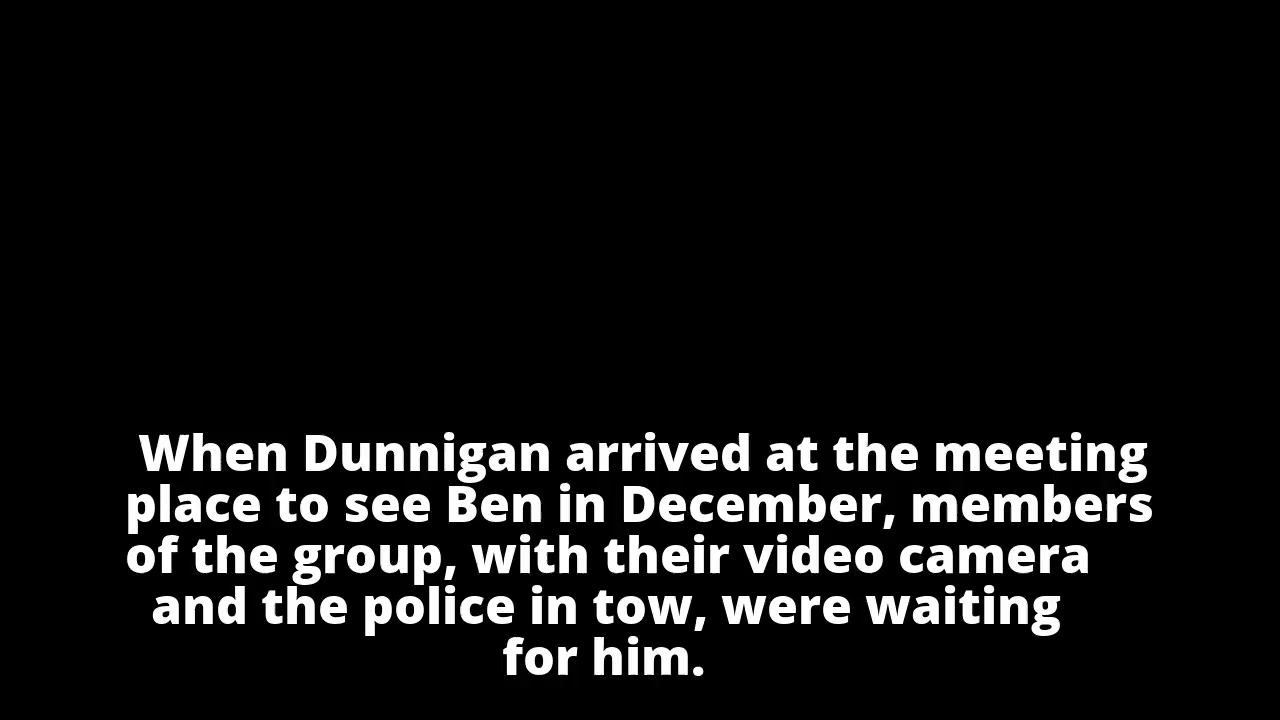 When Dunnigan arrived at the meeting
place to see Ben in December, members
of the group, with their video camera
and the police in tow, were waiting
for him.